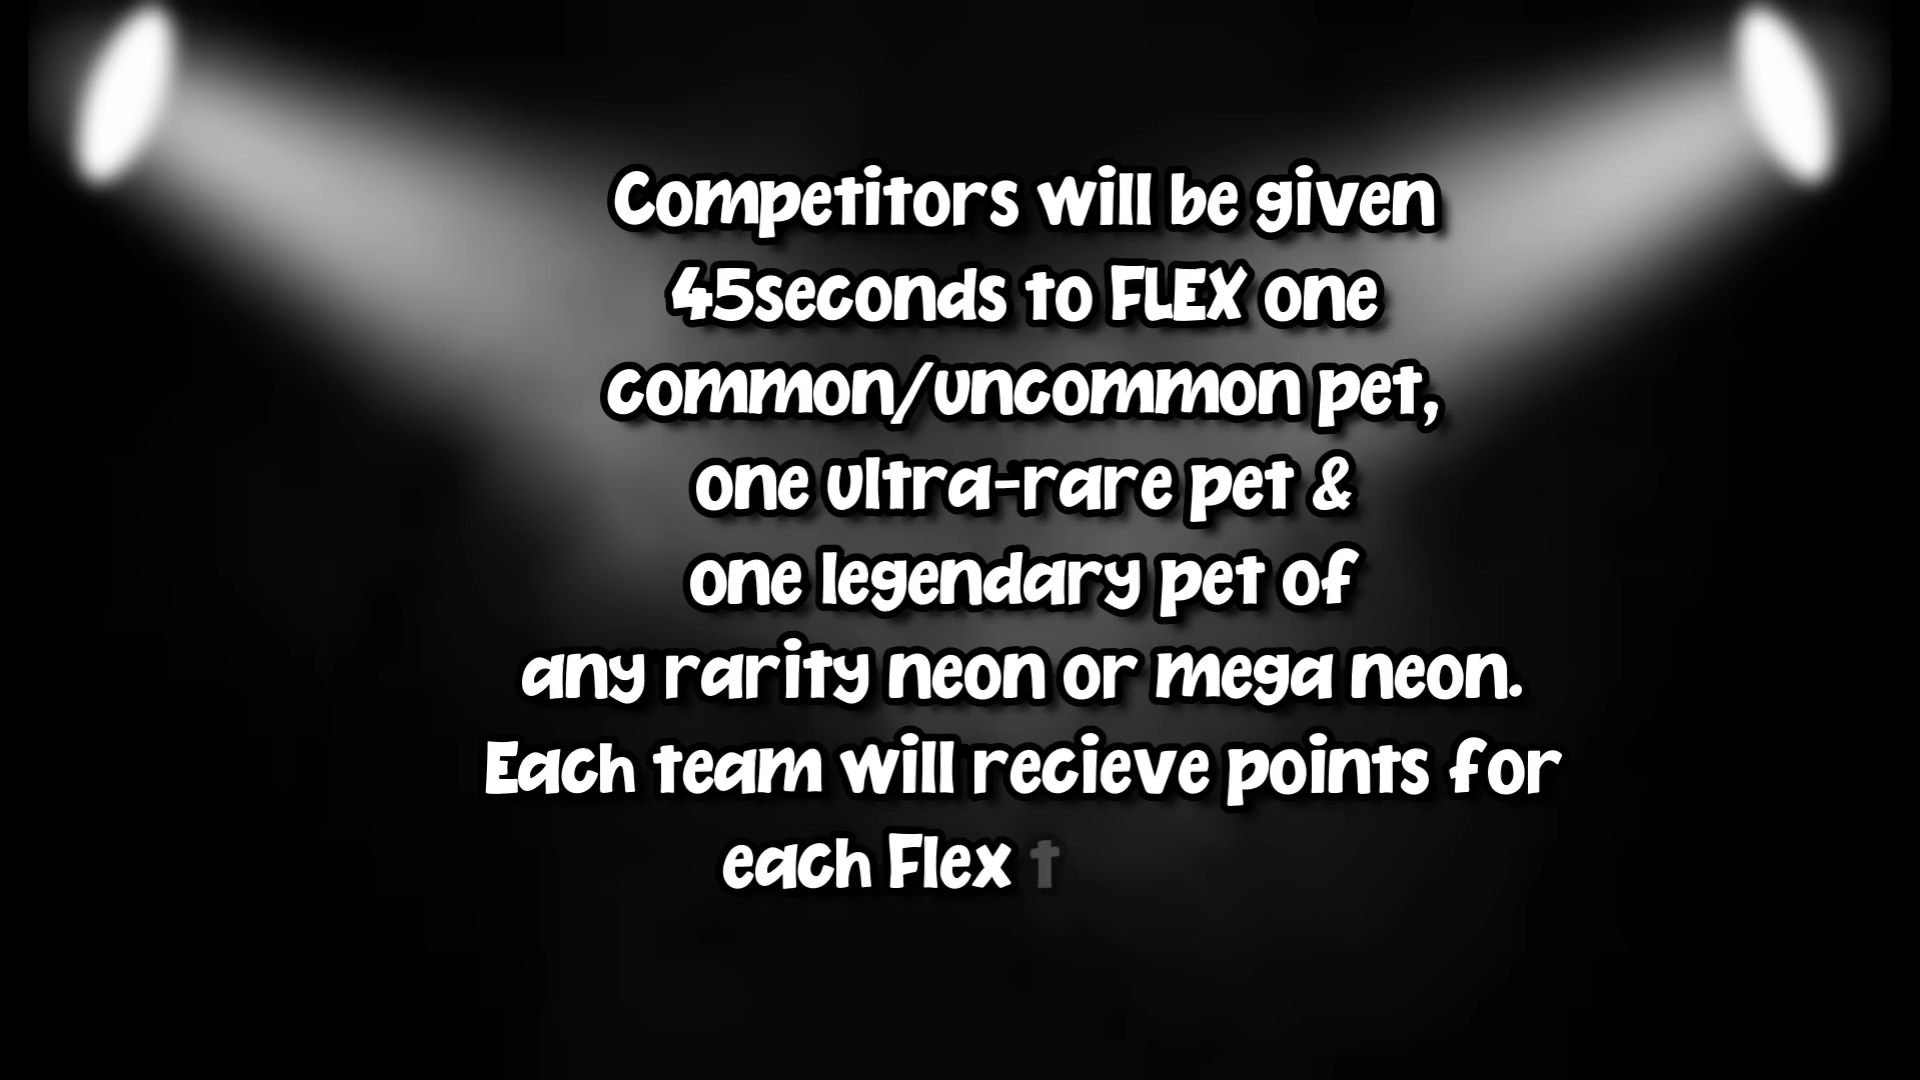 Competitors will be given
45seconds to FLEX one
common/uncommon pet,
one ultra-rare pet &
one legendary pet of
any rarity neon or mega neon.
Each team will recieve points for
each Flex t